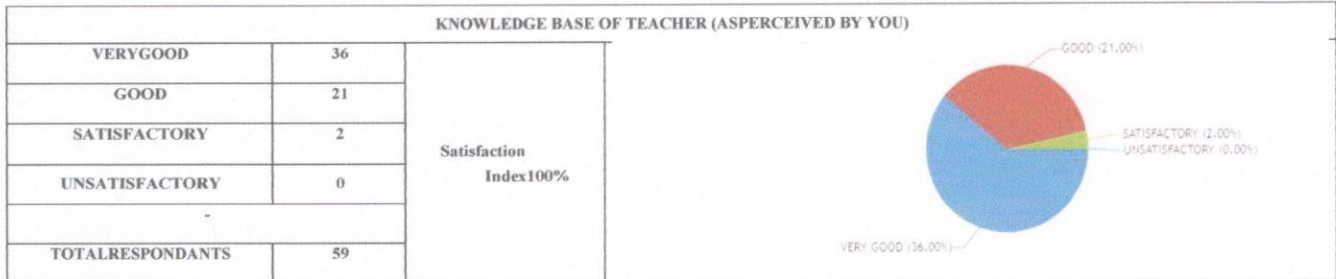 KNOWLEDGE BASE OF TEACHER (ASPERCEIVED BY YOU)
VERYGOOD 36
GOOD 21
SATISFACTORY 2
UNSATISFACTORY 0
-
TOTALRESPONDANTS 59
Satisfaction
Index100%
GOOD (21.00%)
SATISFACTORY (2.00%)
UNSATISFACTORY (0.00%)
VERY GOOD (36.00%)